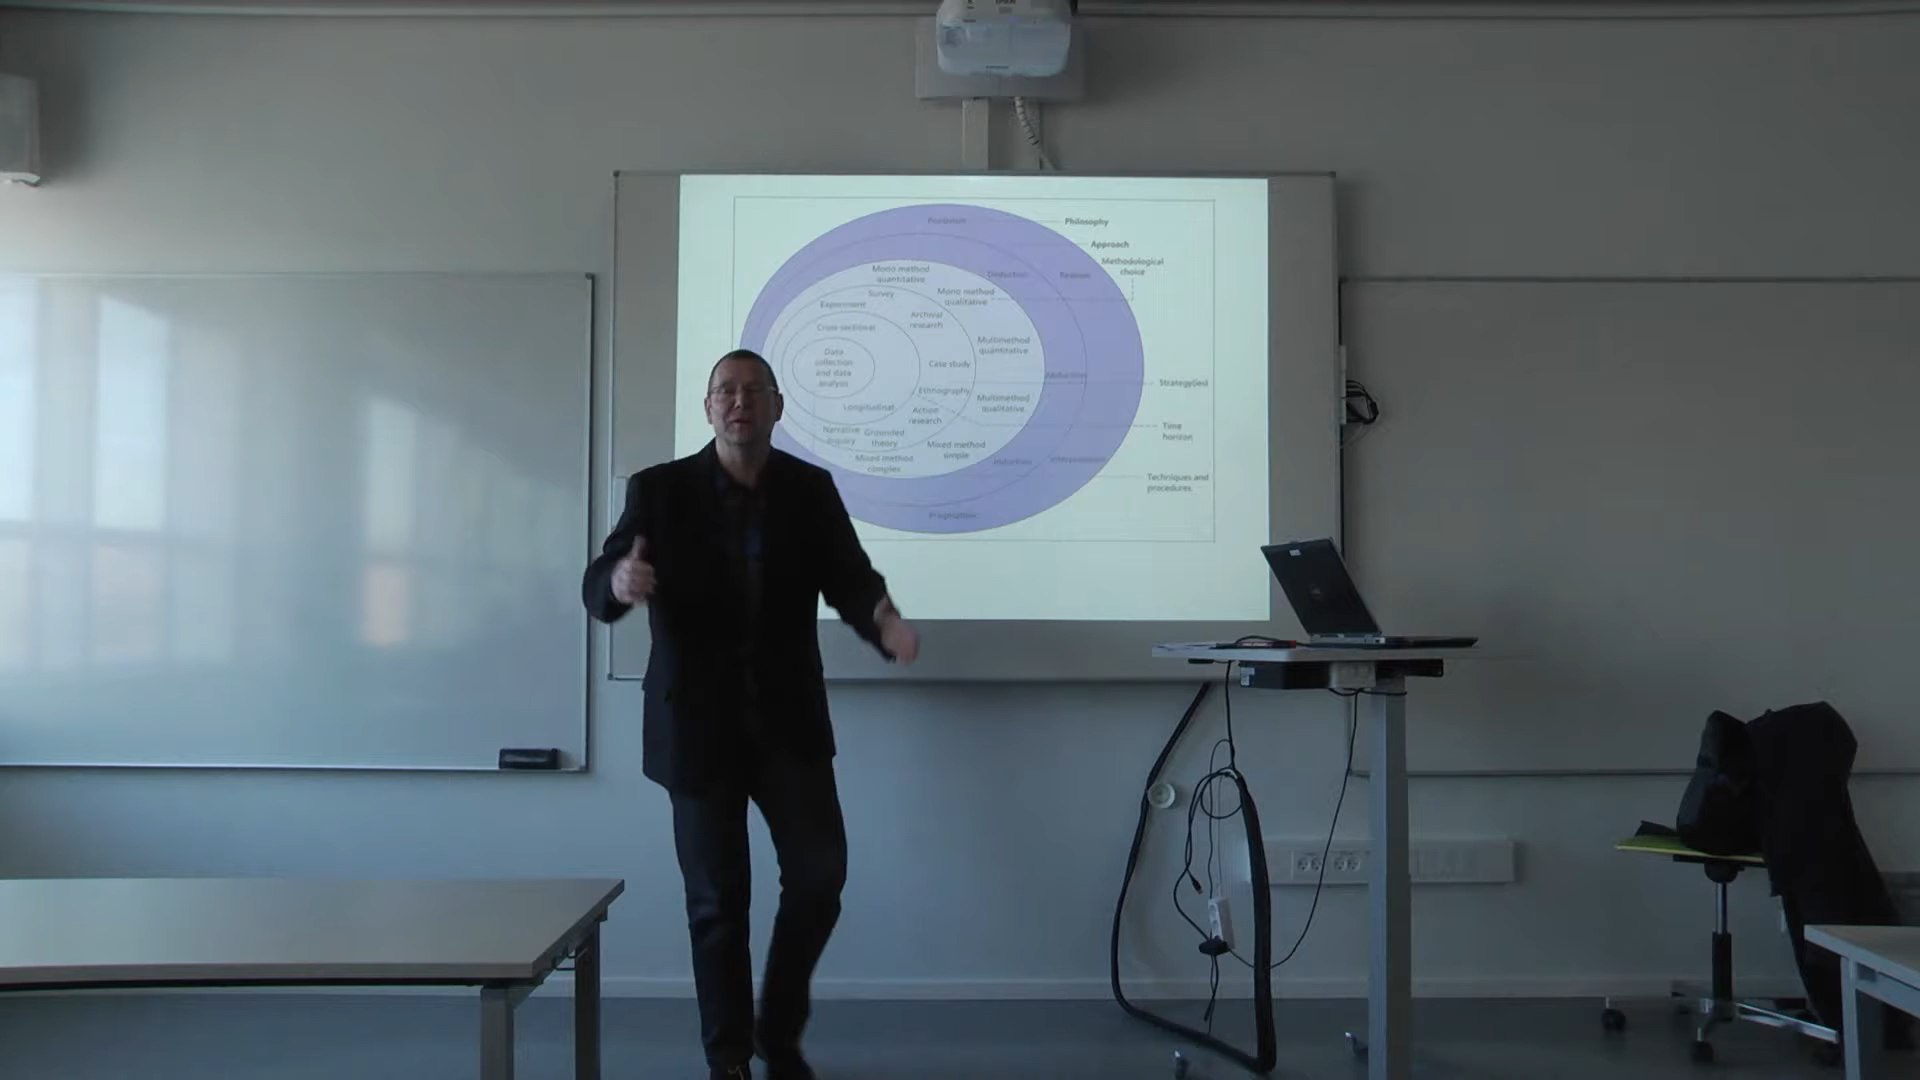 Positivism
Philosophy
Approach
Methodological
choice
Mono method
quantitative
Deduction
Realism
Survey
Mono method
qualitative
Experiment
Archival
research
Cross-sectional
Multimethod
quantitative
Data
collection
and data
analysis
Case study
Abduction
Strategy(ies)
Ethnography
Multimethod
qualitative
Longitudinal
Action
research
Time
horizon
Narrative
inquiry
Grounded
theory
Mixed method
simple
Mixed method
complex
Induction
Interpretivism
Techniques and
procedures
Pragmatism